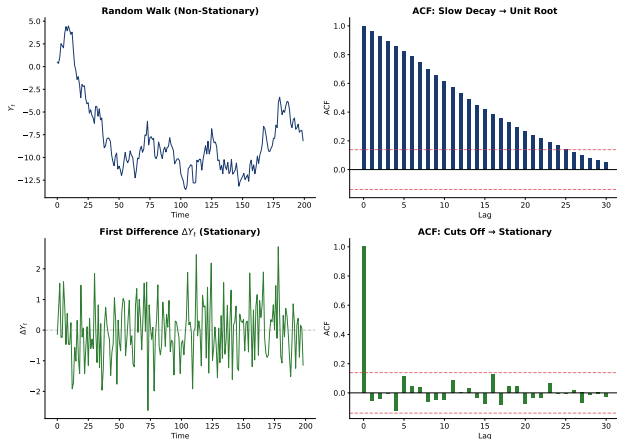 Random Walk (Non-Stationary)
5.0
2.5
0.0
−2.5
−5.0
−7.5
−10.0
−12.5
Y_t
0 25 50 75 100 125 150 175 200
Time
ACF: Slow Decay → Unit Root
1.0
0.8
0.6
0.4
0.2
0.0
ACF
0 5 10 15 20 25 30
Lag
First Difference ΔY_t (Stationary)
2
1
0
−1
−2
ΔY_t
0 25 50 75 100 125 150 175 200
Time
ACF: Cuts Off → Stationary
1.0
0.8
0.6
0.4
0.2
0.0
ACF
0 5 10 15 20 25 30
Lag